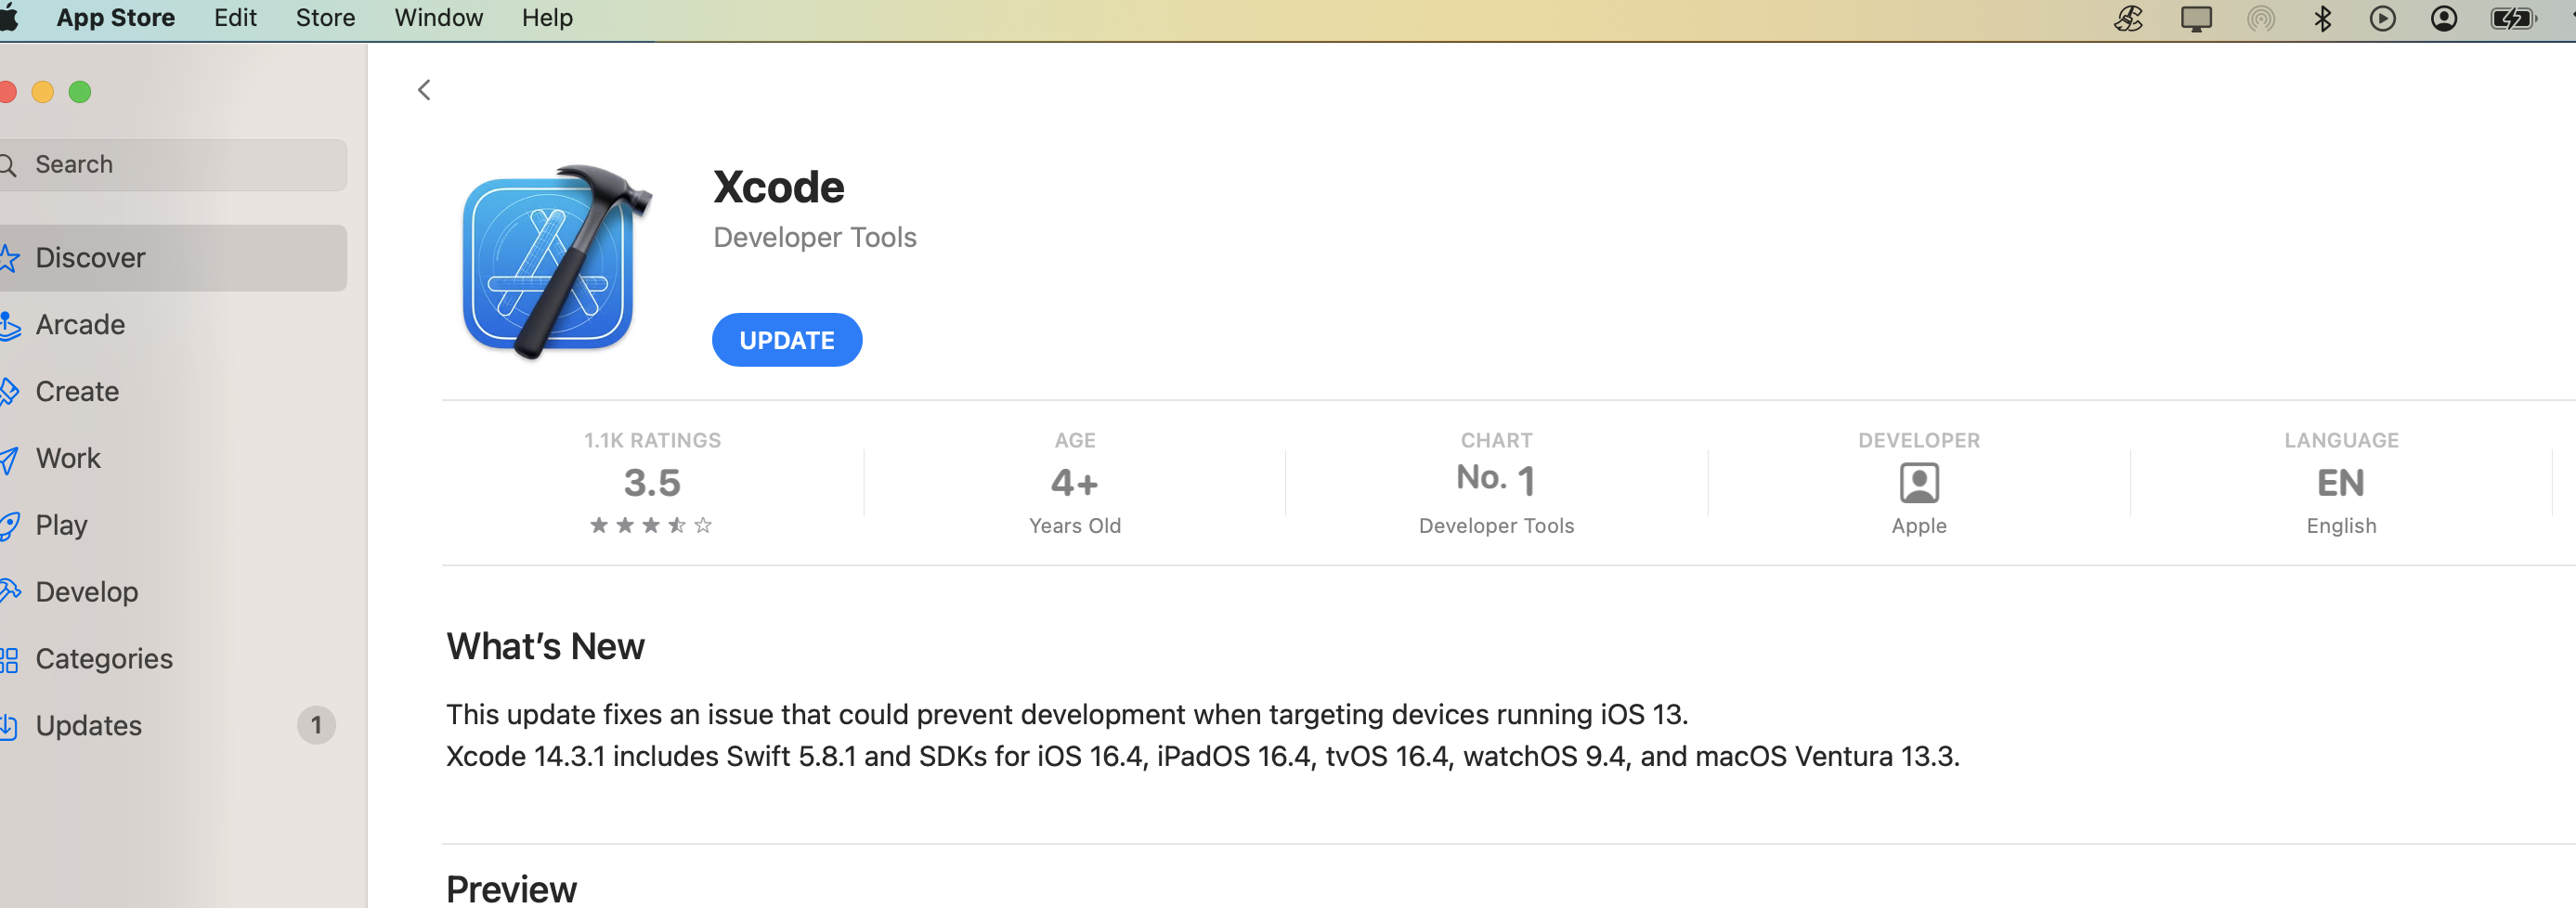 App Store Edit Store Window Help
Search
Discover
Arcade
Create
Work
Play
Develop
Categories
Updates 1
Xcode
Developer Tools
UPDATE
1.1K RATINGS
3.5
AGE
4+
Years Old
CHART
No. 1
Developer Tools
DEVELOPER
Apple
LANGUAGE
EN
English
What’s New
This update fixes an issue that could prevent development when targeting devices running iOS 13.
Xcode 14.3.1 includes Swift 5.8.1 and SDKs for iOS 16.4, iPadOS 16.4, tvOS 16.4, watchOS 9.4, and macOS Ventura 13.3.
Preview